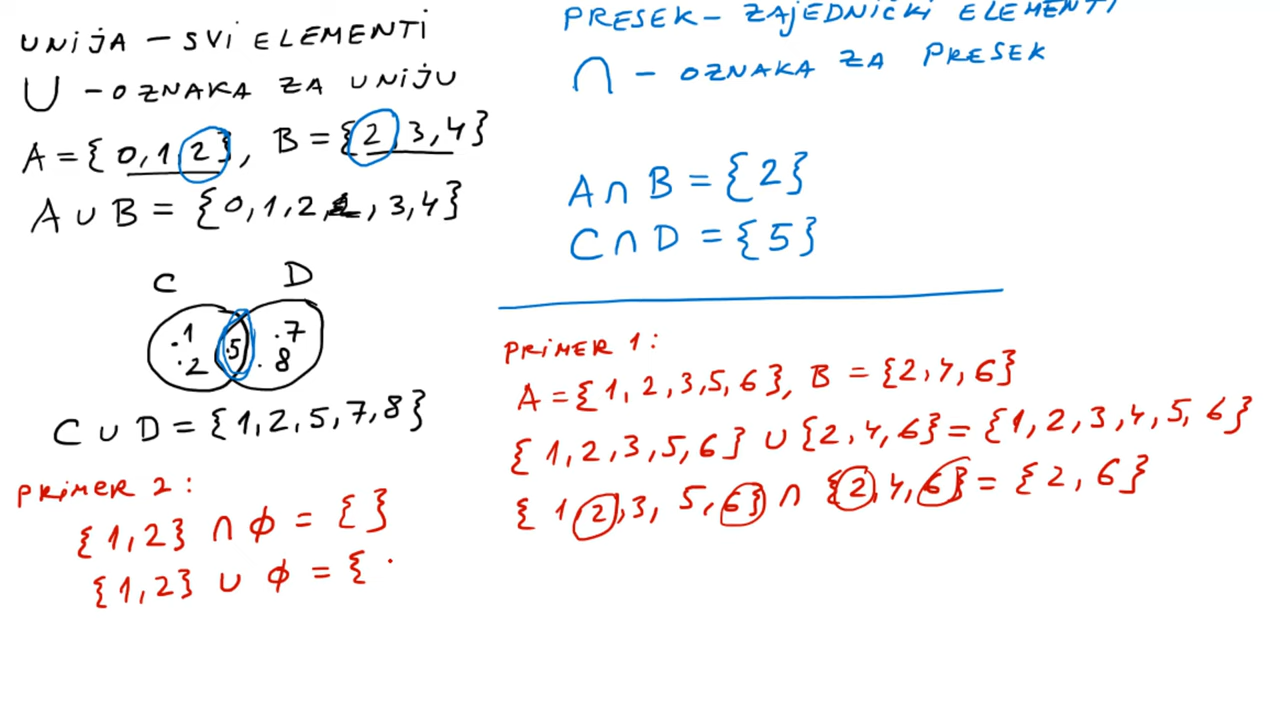 UNIJA – SVI ELEMENTI
∪ – OZNAKA ZA UNIJU
A = {0,1,2}, B = {2,3,4}
A ∪ B = {0,1,2, , 3,4}
C D
.1 .5 .7
.2 . 8
C ∪ D = {1,2,5,7,8}
PRIMER 2:
{1,2} ∩ ϕ = { }
{1,2} ∪ ϕ = { .
PRESEK – ZAJEDNIČKI ELEMENTI
∩ – OZNAKA ZA PRESEK
A ∩ B = {2}
C ∩ D = {5}
PRIMER 1:
A = {1,2,3,5,6}, B = {2,4,6}
{1,2,3,5,6} ∪ {2,4,6} = {1,2,3,4,5,6}
{1,2,3,5,6} ∩ {2,4,6} = {2,6}